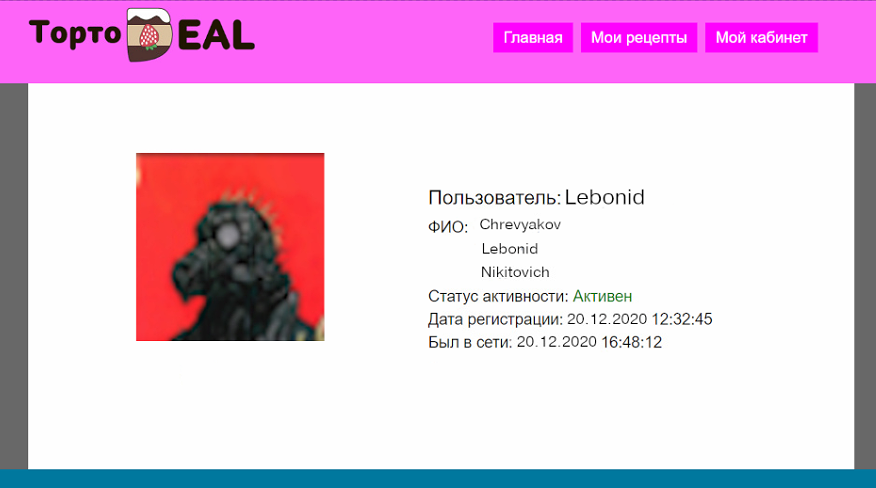 Торто EAL
Главная Мои рецепты Мой кабинет
Пользователь: Lebonid
ФИО: Chrevyakov
Lebonid
Nikitovich
Статус активности: Активен
Дата регистрации: 20.12.2020 12:32:45
Был в сети: 20.12.2020 16:48:12